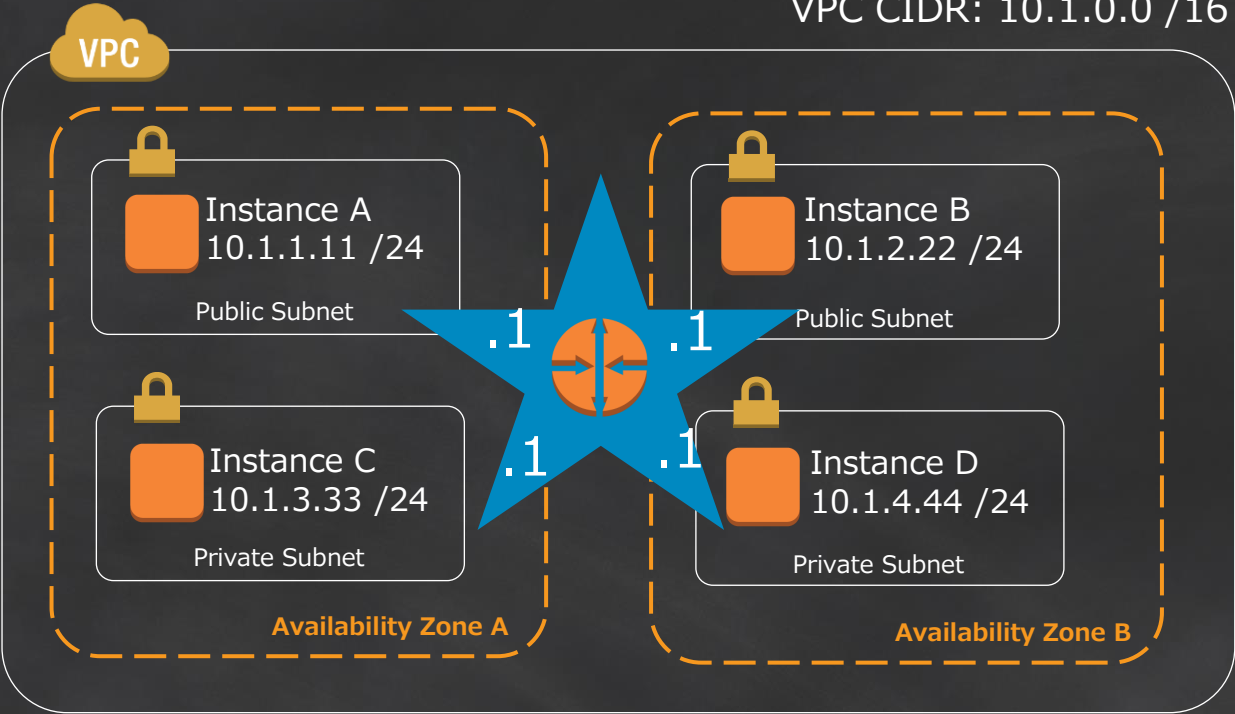 VPC CIDR: 10.1.0.0 /16
VPC
Instance A
10.1.1.11 /24
Public Subnet
Instance B
10.1.2.22 /24
Public Subnet
.1
.1
.1
.1
Instance C
10.1.3.33 /24
Private Subnet
Instance D
10.1.4.44 /24
Private Subnet
Availability Zone A
Availability Zone B